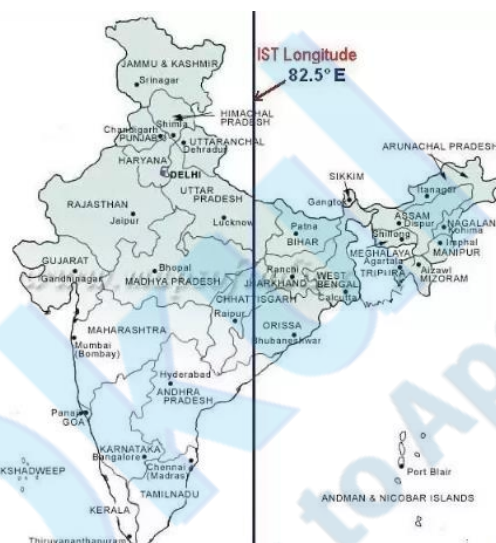 IST Longitude
82.5° E
JAMMU & KASHMIR
Srinagar
HIMACHAL
PRADESH
Shimla
Chandigarh
PUNJAB
UTTARANCHAL
Dehradun
HARYANA
DELHI
ARUNACHAL PRADESH
SIKKIM
Gangtok
Itanagar
UTTAR
PRADESH
Lucknow
RAJASTHAN
Jaipur
ASSAM
Dispur
NAGALAN
Kohima
Shillong
MEGHALAYA
Imphal
MANIPUR
Agartala
TRIPURA
Aizawl
MIZORAM
Patna
BIHAR
GUJARAT
Gandhinagar
Bhopal
MADHYA PRADESH
Ranchi
JHARKHAND
WEST
BENGAL
Calcutta
CHHATTISGARH
Raipur
ORISSA
Bhubaneshwar
MAHARASHTRA
Mumbai
(Bombay)
Hyderabad
ANDHRA
PRADESH
Panaji
GOA
KARNATAKA
Bangalore
Chennai
(Madras)
TAMILNADU
KSHADWEEP
KERALA
Thiruvananthapuram
Port Blair
ANDMAN & NICOBAR ISLANDS
to Ap